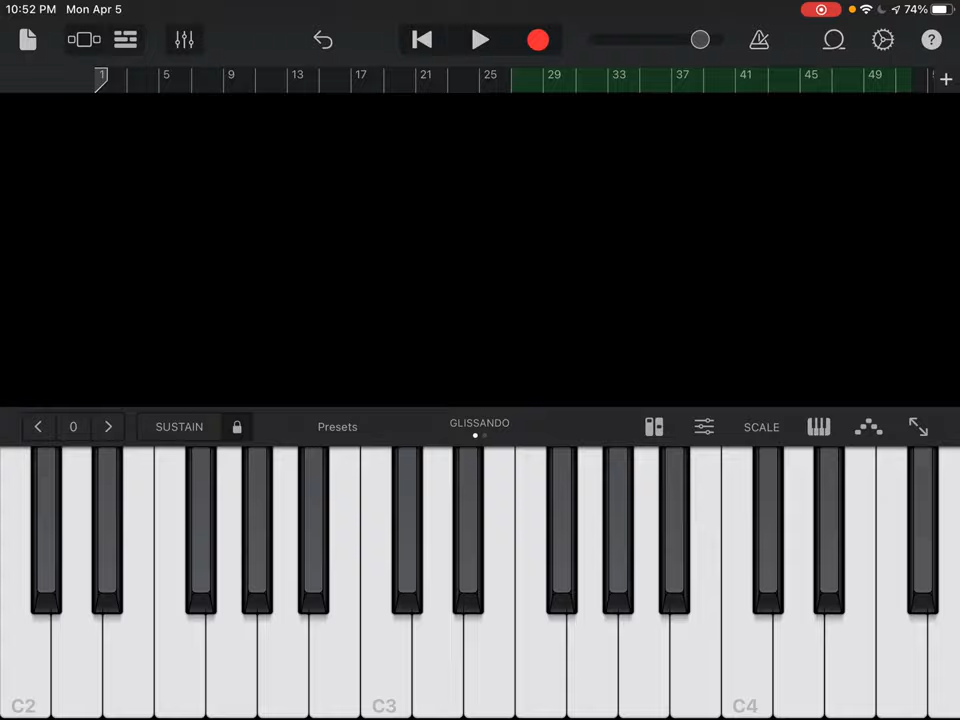 10:52 PM Mon Apr 5 74%
1 5 9 13 17 21 25 29 33 37 41 45 49
0 SUSTAIN Presets GLISSANDO SCALE
C2 C3 C4